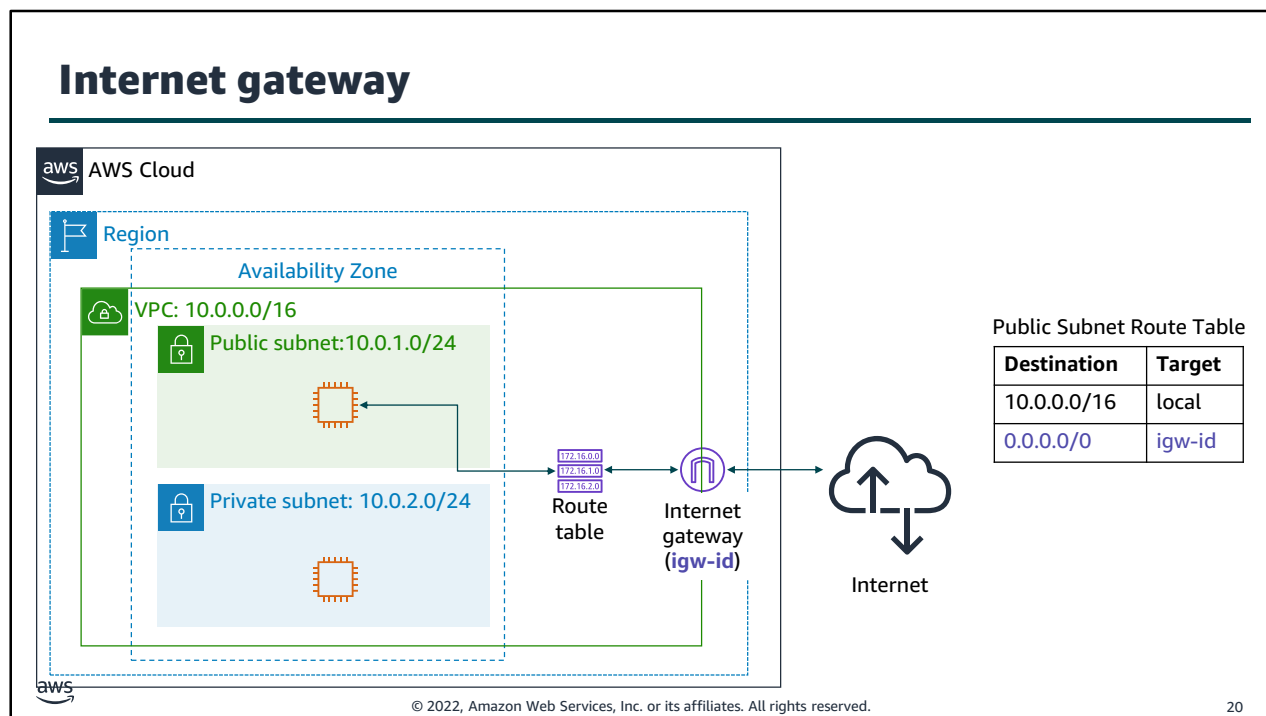 Internet gateway
aws
AWS Cloud
Region
Availability Zone
VPC: 10.0.0.0/16
Public subnet:10.0.1.0/24
Private subnet: 10.0.2.0/24
172.16.0.0
172.16.1.0
172.16.2.0
Route
table
Internet
gateway
(igw-id)
Internet
Public Subnet Route Table
Destination Target
10.0.0.0/16 local
0.0.0.0/0 igw-id
aws
© 2022, Amazon Web Services, Inc. or its affiliates. All rights reserved.
20